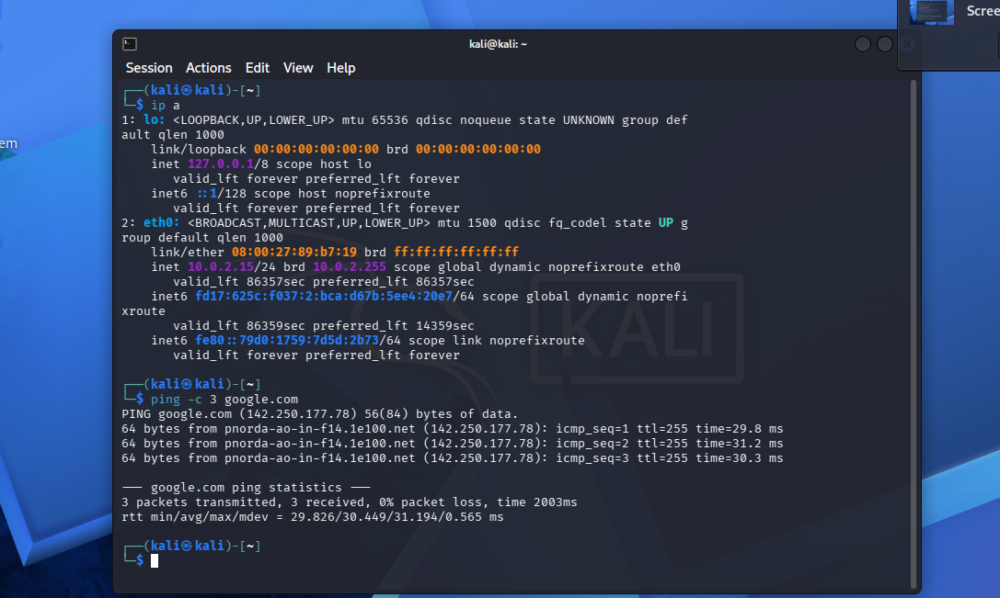 Scree
kali@kali: ~
Session Actions Edit View Help
em
┌──(kali㉿kali)-[~]
└─$ ip a
1: lo: <LOOPBACK,UP,LOWER_UP> mtu 65536 qdisc noqueue state UNKNOWN group def
ault qlen 1000
    link/loopback 00:00:00:00:00:00 brd 00:00:00:00:00:00
    inet 127.0.0.1/8 scope host lo
       valid_lft forever preferred_lft forever
    inet6 ::1/128 scope host noprefixroute
       valid_lft forever preferred_lft forever
2: eth0: <BROADCAST,MULTICAST,UP,LOWER_UP> mtu 1500 qdisc fq_codel state UP g
roup default qlen 1000
    link/ether 08:00:27:89:b7:19 brd ff:ff:ff:ff:ff:ff
    inet 10.0.2.15/24 brd 10.0.2.255 scope global dynamic noprefixroute eth0
       valid_lft 86357sec preferred_lft 86357sec
    inet6 fd17:625c:f037:2:bca:d67b:5ee4:20e7/64 scope global dynamic noprefi
xroute
       valid_lft 86359sec preferred_lft 14359sec
    inet6 fe80::79d0:1759:7d5d:2b73/64 scope link noprefixroute
       valid_lft forever preferred_lft forever
KALI
┌──(kali㉿kali)-[~]
└─$ ping -c 3 google.com
PING google.com (142.250.177.78) 56(84) bytes of data.
64 bytes from pnorda-ao-in-f14.1e100.net (142.250.177.78): icmp_seq=1 ttl=255 time=29.8 ms
64 bytes from pnorda-ao-in-f14.1e100.net (142.250.177.78): icmp_seq=2 ttl=255 time=31.2 ms
64 bytes from pnorda-ao-in-f14.1e100.net (142.250.177.78): icmp_seq=3 ttl=255 time=30.3 ms
--- google.com ping statistics ---
3 packets transmitted, 3 received, 0% packet loss, time 2003ms
rtt min/avg/max/mdev = 29.826/30.449/31.194/0.565 ms
┌──(kali㉿kali)-[~]
└─$